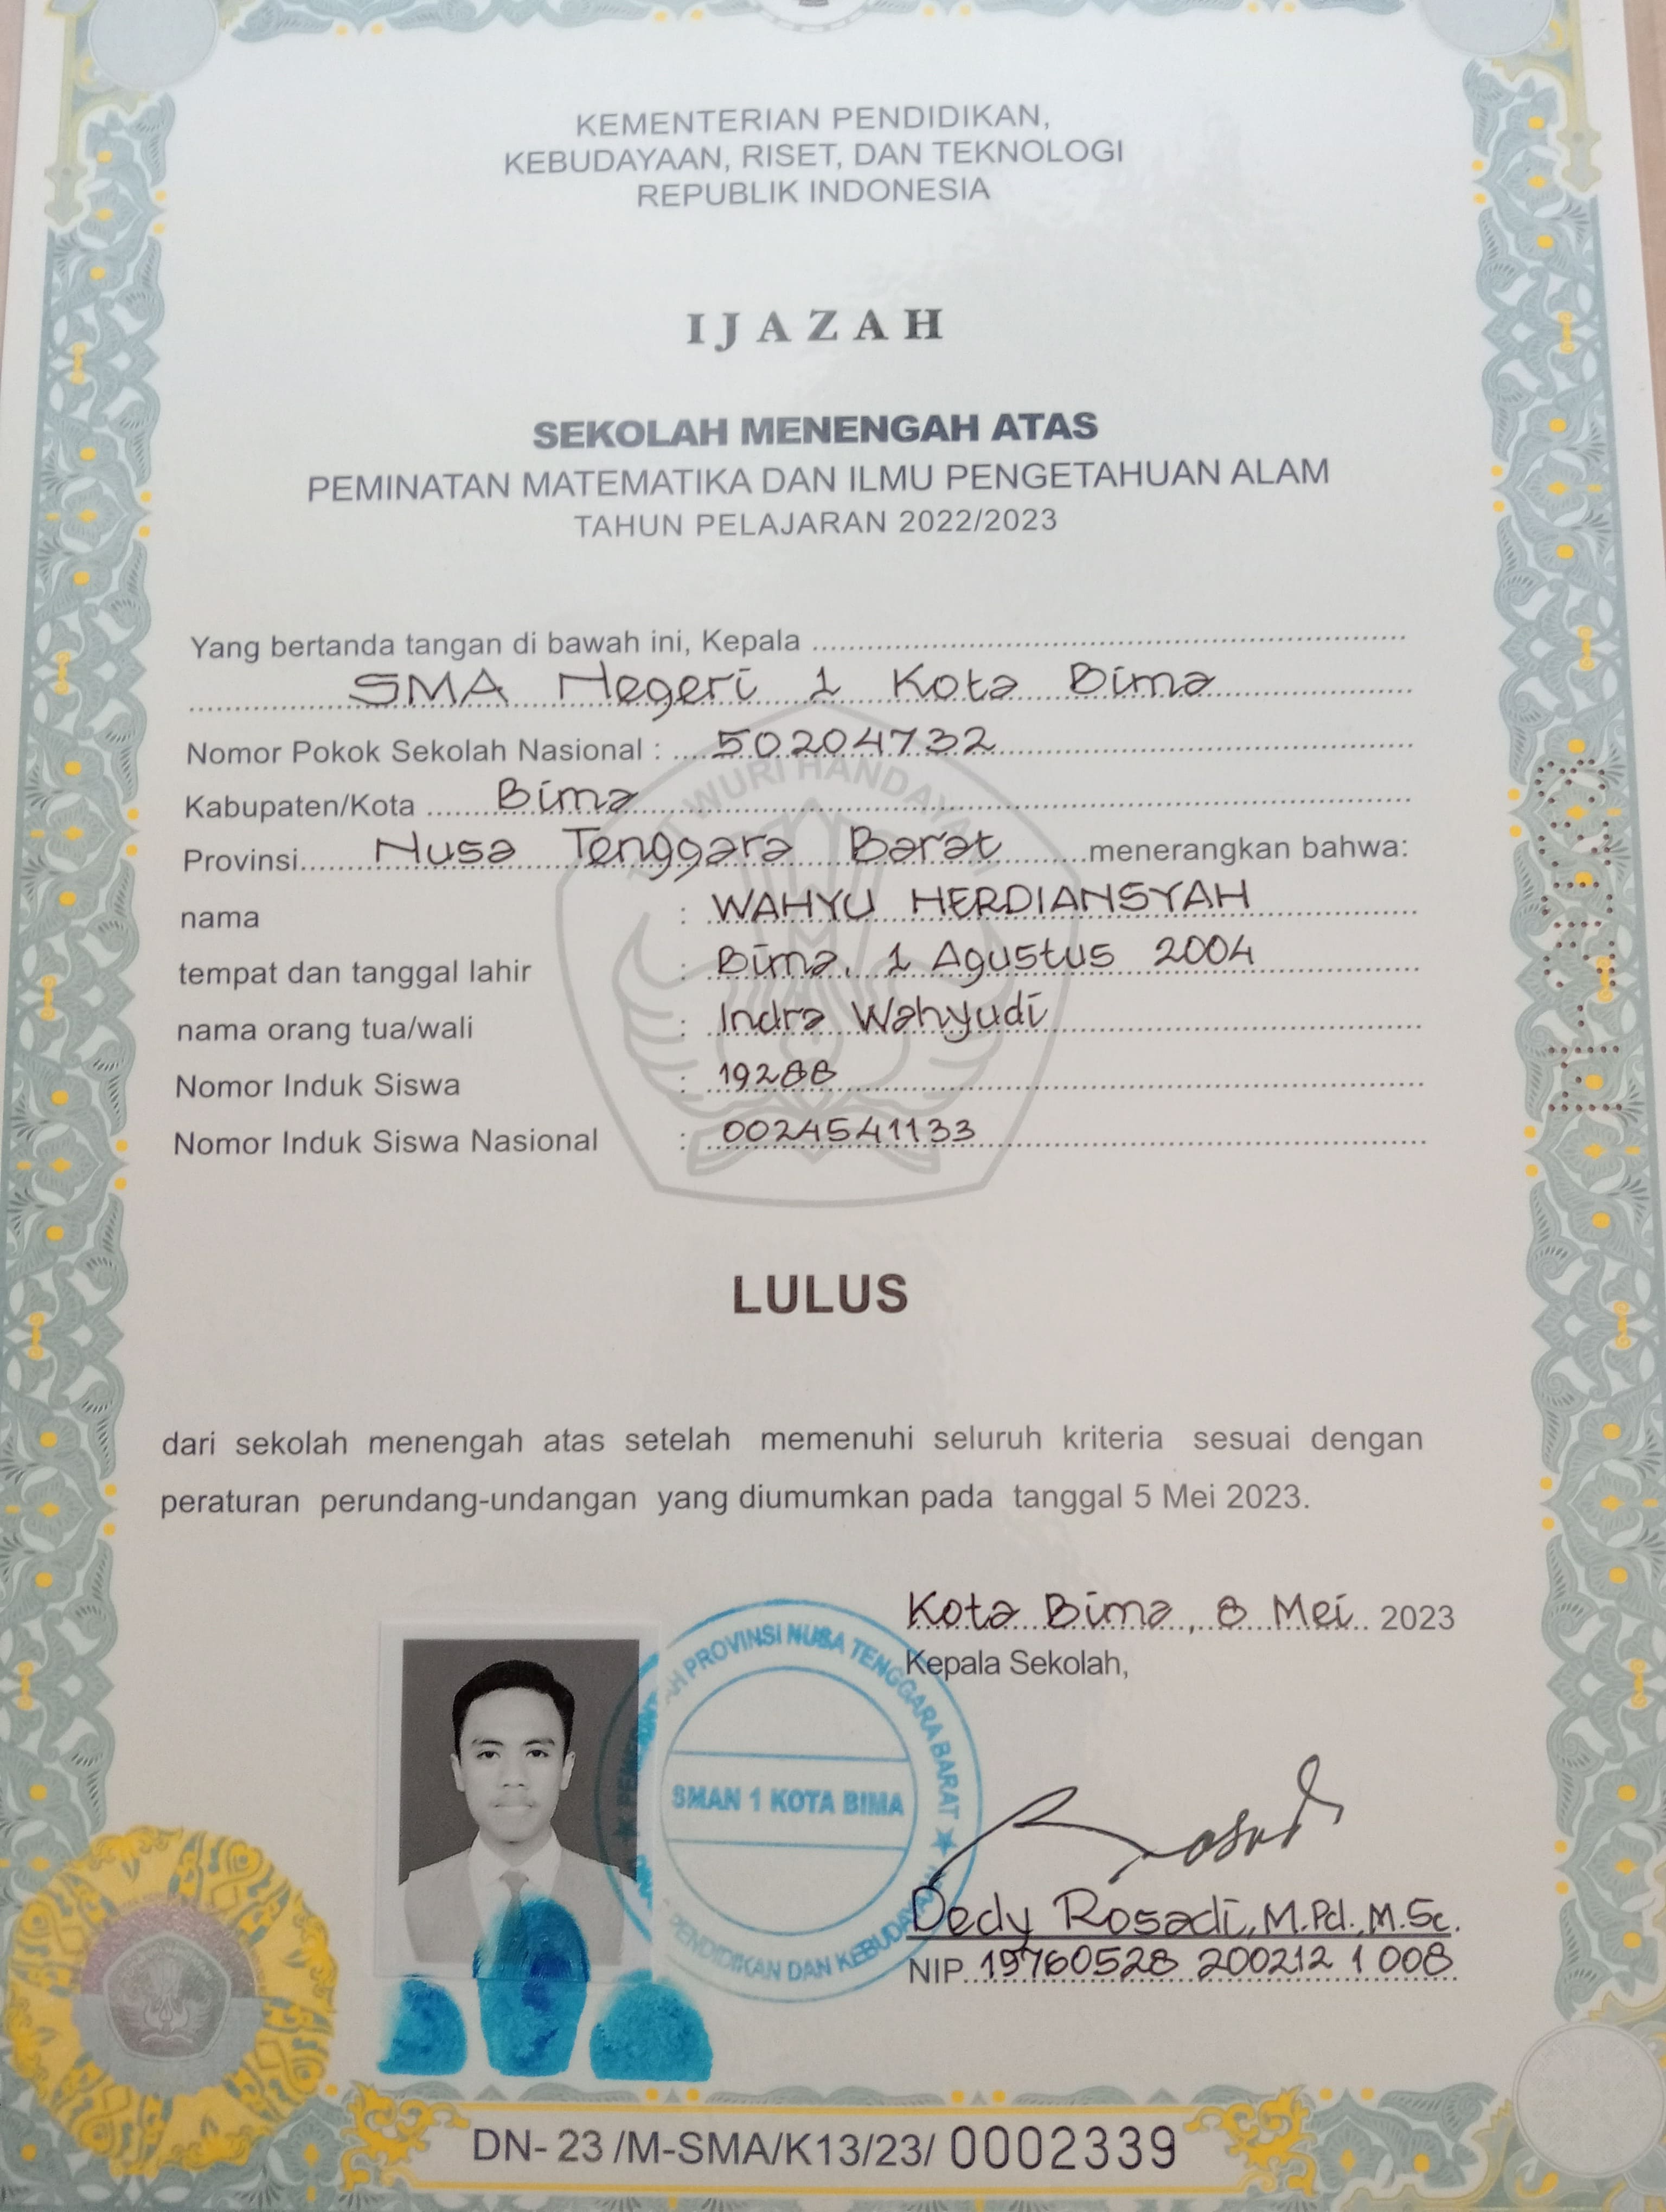 KEMENTERIAN PENDIDIKAN,
KEBUDAYAAN, RISET, DAN TEKNOLOGI
REPUBLIK INDONESIA
IJAZAH
SEKOLAH MENENGAH ATAS
PEMINATAN MATEMATIKA DAN ILMU PENGETAHUAN ALAM
TAHUN PELAJARAN 2022/2023
Yang bertanda tangan di bawah ini, Kepala
SMA Negeri 1 Kota Bima
Nomor Pokok Sekolah Nasional : 50204732
Kabupaten/Kota Bima
Provinsi Nusa Tenggara Barat menerangkan bahwa:
nama : WAHYU HERDIANSYAH
tempat dan tanggal lahir : Bima, 1 Agustus 2004
nama orang tua/wali : Indra Wahyudi
Nomor Induk Siswa : 19288
Nomor Induk Siswa Nasional : 0024541133
WURI HANDAYANI
LULUS
dari sekolah menengah atas setelah memenuhi seluruh kriteria sesuai dengan
peraturan perundang-undangan yang diumumkan pada tanggal 5 Mei 2023.
Kota Bima, 8 Mei 2023
Kepala Sekolah,
PROVINSI NUSA TENGGARA BARAT
SMAN 1 KOTA BIMA
PENDIDIKAN DAN KEBUDAYAAN
Dedy Rosadi, M.Pd., M.Sc.
NIP 19760528 200212 1 008
DN-23/M-SMA/K13/23/ 0002339